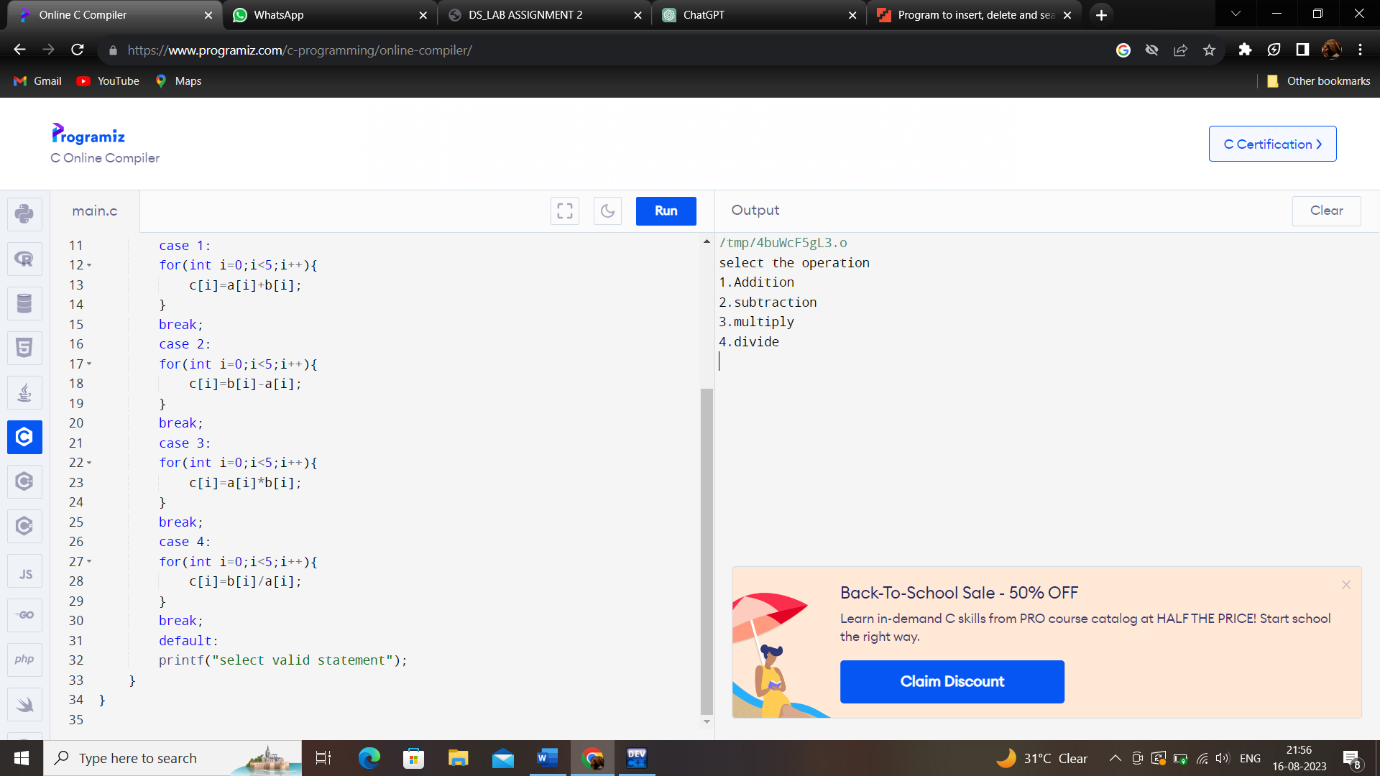 Online C Compiler
WhatsApp
DS_LAB ASSIGNMENT 2
ChatGPT
Program to insert, delete and sea
https://www.programiz.com/c-programming/online-compiler/
Gmail
YouTube
Maps
Other bookmarks
Programiz
C Online Compiler
C Certification >
main.c
Run
Output
Clear
11 case 1:
12 for(int i=0;i<5;i++){
13 c[i]=a[i]+b[i];
14 }
15 break;
16 case 2:
17 for(int i=0;i<5;i++){
18 c[i]=b[i]-a[i];
19 }
20 break;
21 case 3:
22 for(int i=0;i<5;i++){
23 c[i]=a[i]*b[i];
24 }
25 break;
26 case 4:
27 for(int i=0;i<5;i++){
28 c[i]=b[i]/a[i];
29 }
30 break;
31 default:
32 printf("select valid statement");
33 }
34 }
35
/tmp/4buWcF5gL3.o
select the operation
1.Addition
2.subtraction
3.multiply
4.divide
JS
GO
php
Back-To-School Sale - 50% OFF
Learn in-demand C skills from PRO course catalog at HALF THE PRICE! Start school
the right way.
Claim Discount
Type here to search
DEV
31°C Clear
ENG
21:56
16-08-2023
8